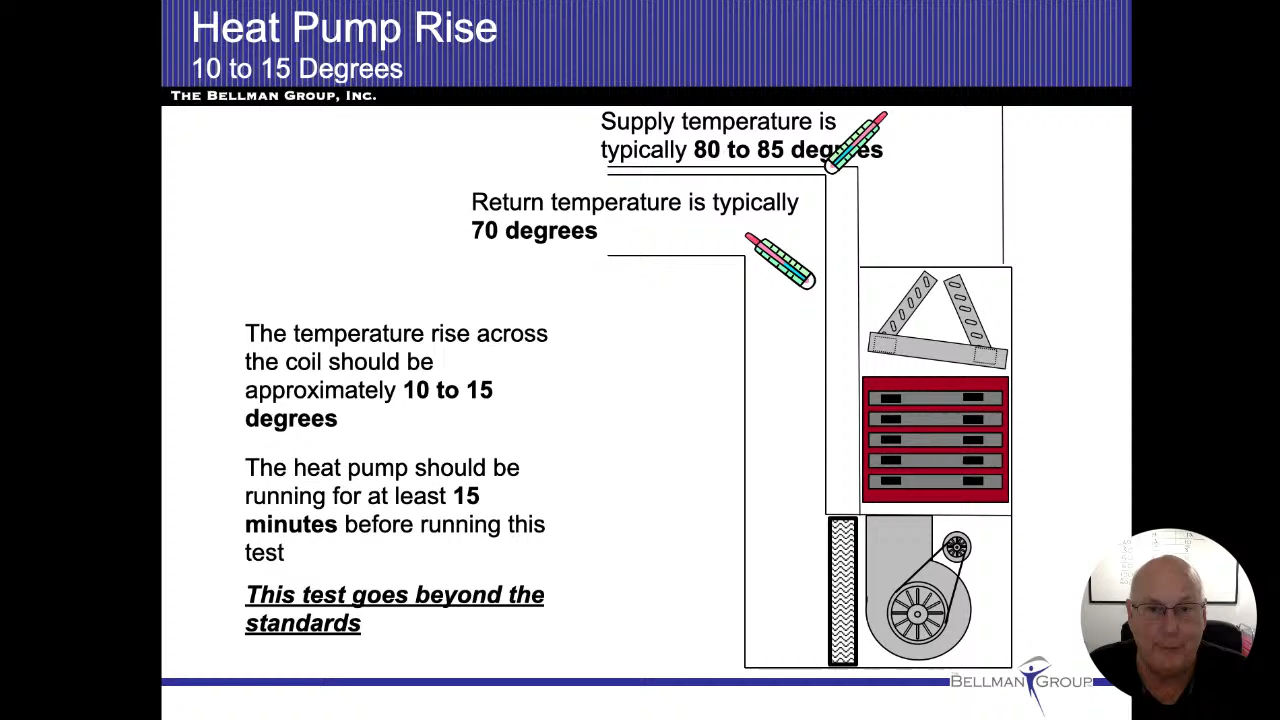 Heat Pump Rise
10 to 15 Degrees
THE BELLMAN GROUP, INC.
Supply temperature is
typically 80 to 85 degrees
Return temperature is typically
70 degrees
The temperature rise across
the coil should be
approximately 10 to 15
degrees
The heat pump should be
running for at least 15
minutes before running this
test
This test goes beyond the
standards
BELLMAN GROUP